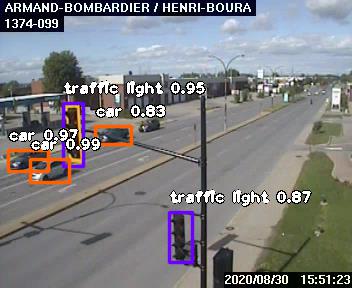 ARMAND-BOMBARDIER / HENRI-BOURA
1374-099
traffic light 0.95
car 0.83
car 0.97
car 0.99
traffic light 0.87
2020/08/30 15:51:23